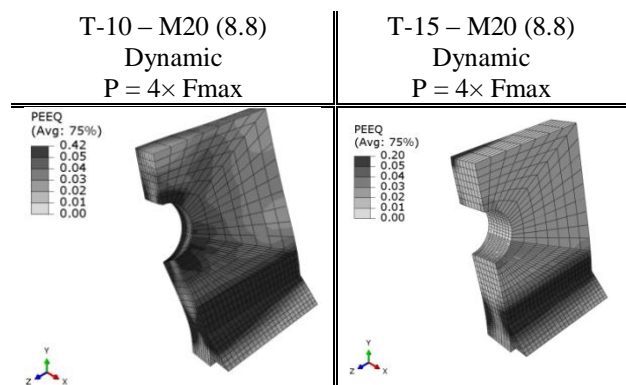 T-10 – M20 (8.8)
Dynamic
P = 4× Fmax
T-15 – M20 (8.8)
Dynamic
P = 4× Fmax
PEEQ
(Avg: 75%)
0.42
0.05
0.04
0.03
0.02
0.01
0.00
Y
Z
X
PEEQ
(Avg: 75%)
0.20
0.05
0.04
0.03
0.02
0.01
0.00
Y
Z
X